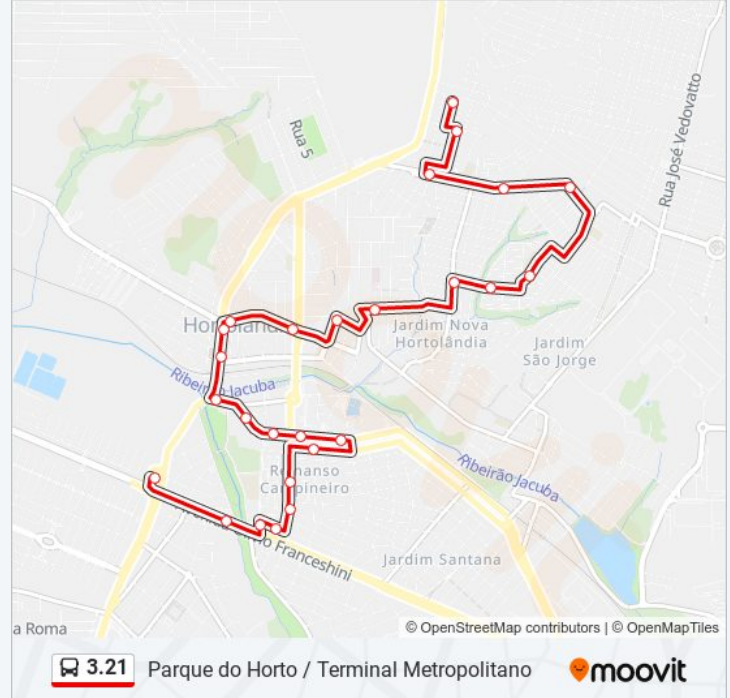 Rua José Vedovatto
Rua 5
Hortolândia
Jardim Nova
Hortolândia
Jardim
São Jorge
Ribeirão Jacuba
Remanso
Campineiro
Ribeirão Jacuba
Franceshini
Jardim Santana
a Roma
© OpenStreetMap contributors | © OpenMapTiles
3.21 Parque do Horto / Terminal Metropolitano
moovit